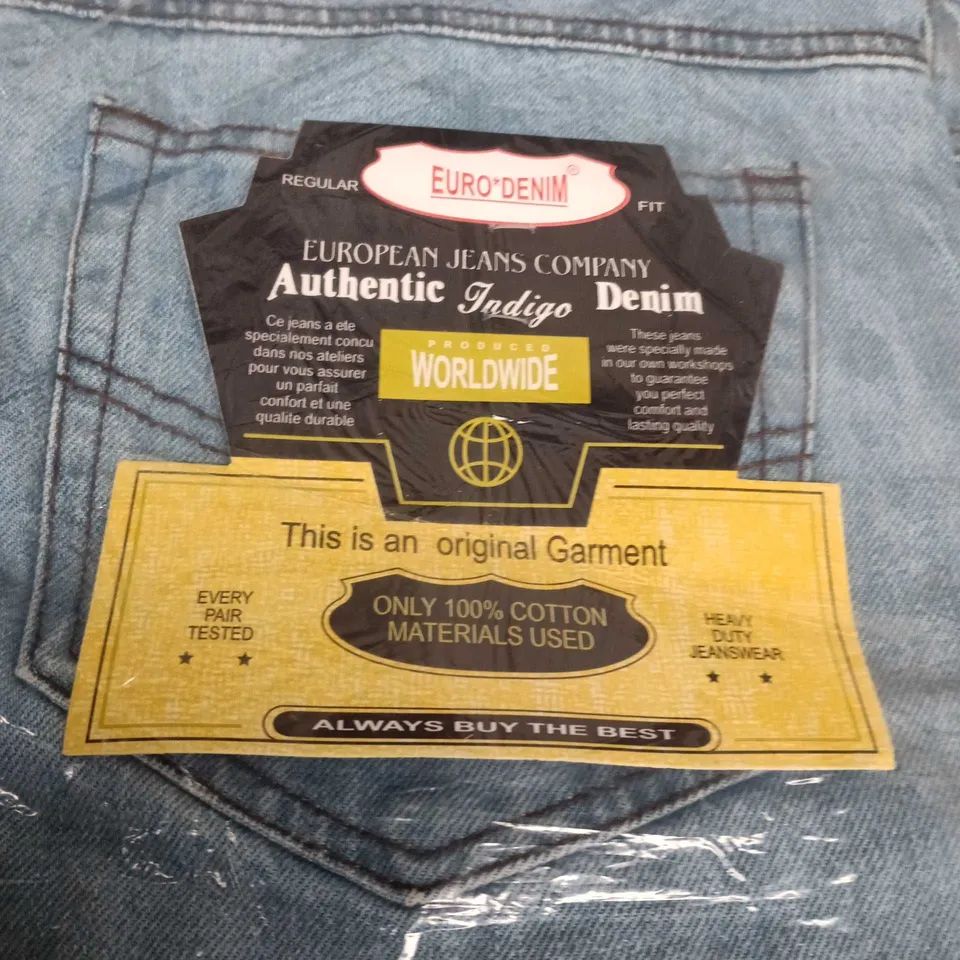 EURO*DENIM®
REGULAR
FIT
EUROPEAN JEANS COMPANY
Authentic Indigo Denim
Ce jeans a ete
specialement concu
dans nos ateliers
pour vous assurer
un parfait
confort et une
qualite durable
PRODUCED
WORLDWIDE
These jeans
were specially made
in our own workshops
to guarantee
you perfect
comfort and
lasting quality
This is an original Garment
EVERY
PAIR
TESTED
ONLY 100% COTTON
MATERIALS USED
HEAVY
DUTY
JEANSWEAR
ALWAYS BUY THE BEST